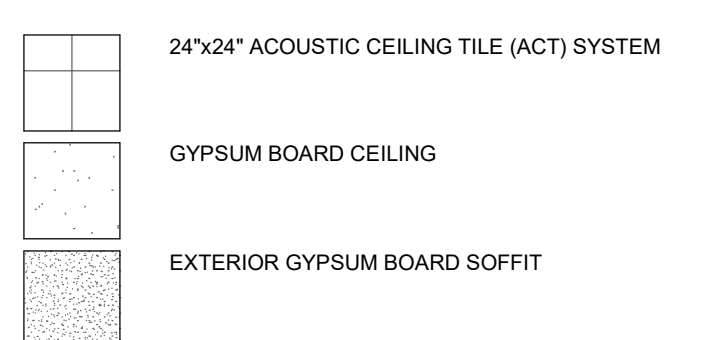 24"x24" ACOUSTIC CEILING TILE (ACT) SYSTEM
GYPSUM BOARD CEILING
EXTERIOR GYPSUM BOARD SOFFIT